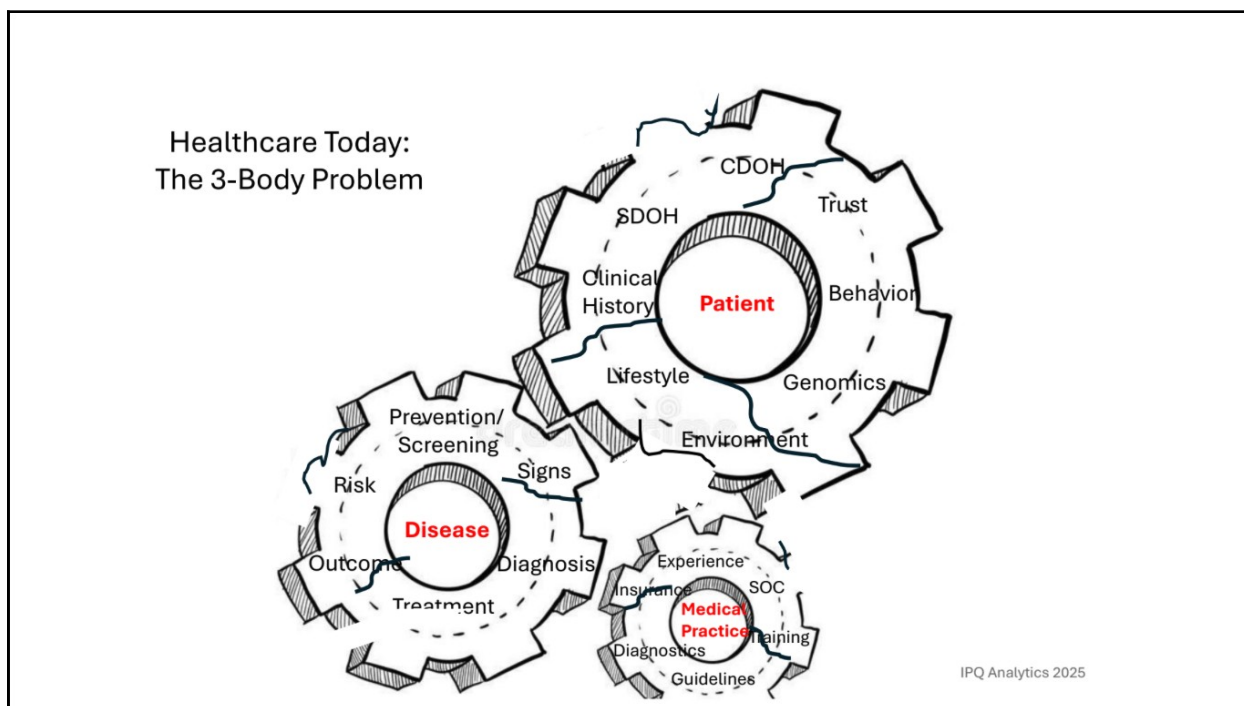 Healthcare Today:
The 3-Body Problem
CDOH
Trust
SDOH
Clinical
History
Patient
Behavior
Lifestyle
Genomics
Environment
Prevention/
Screening
Signs
Risk
Disease
Outcome
Diagnosis
Treatment
Experience
SOC
Insurance
Medical
Practice
Training
Diagnostics
Guidelines
IPQ Analytics 2025